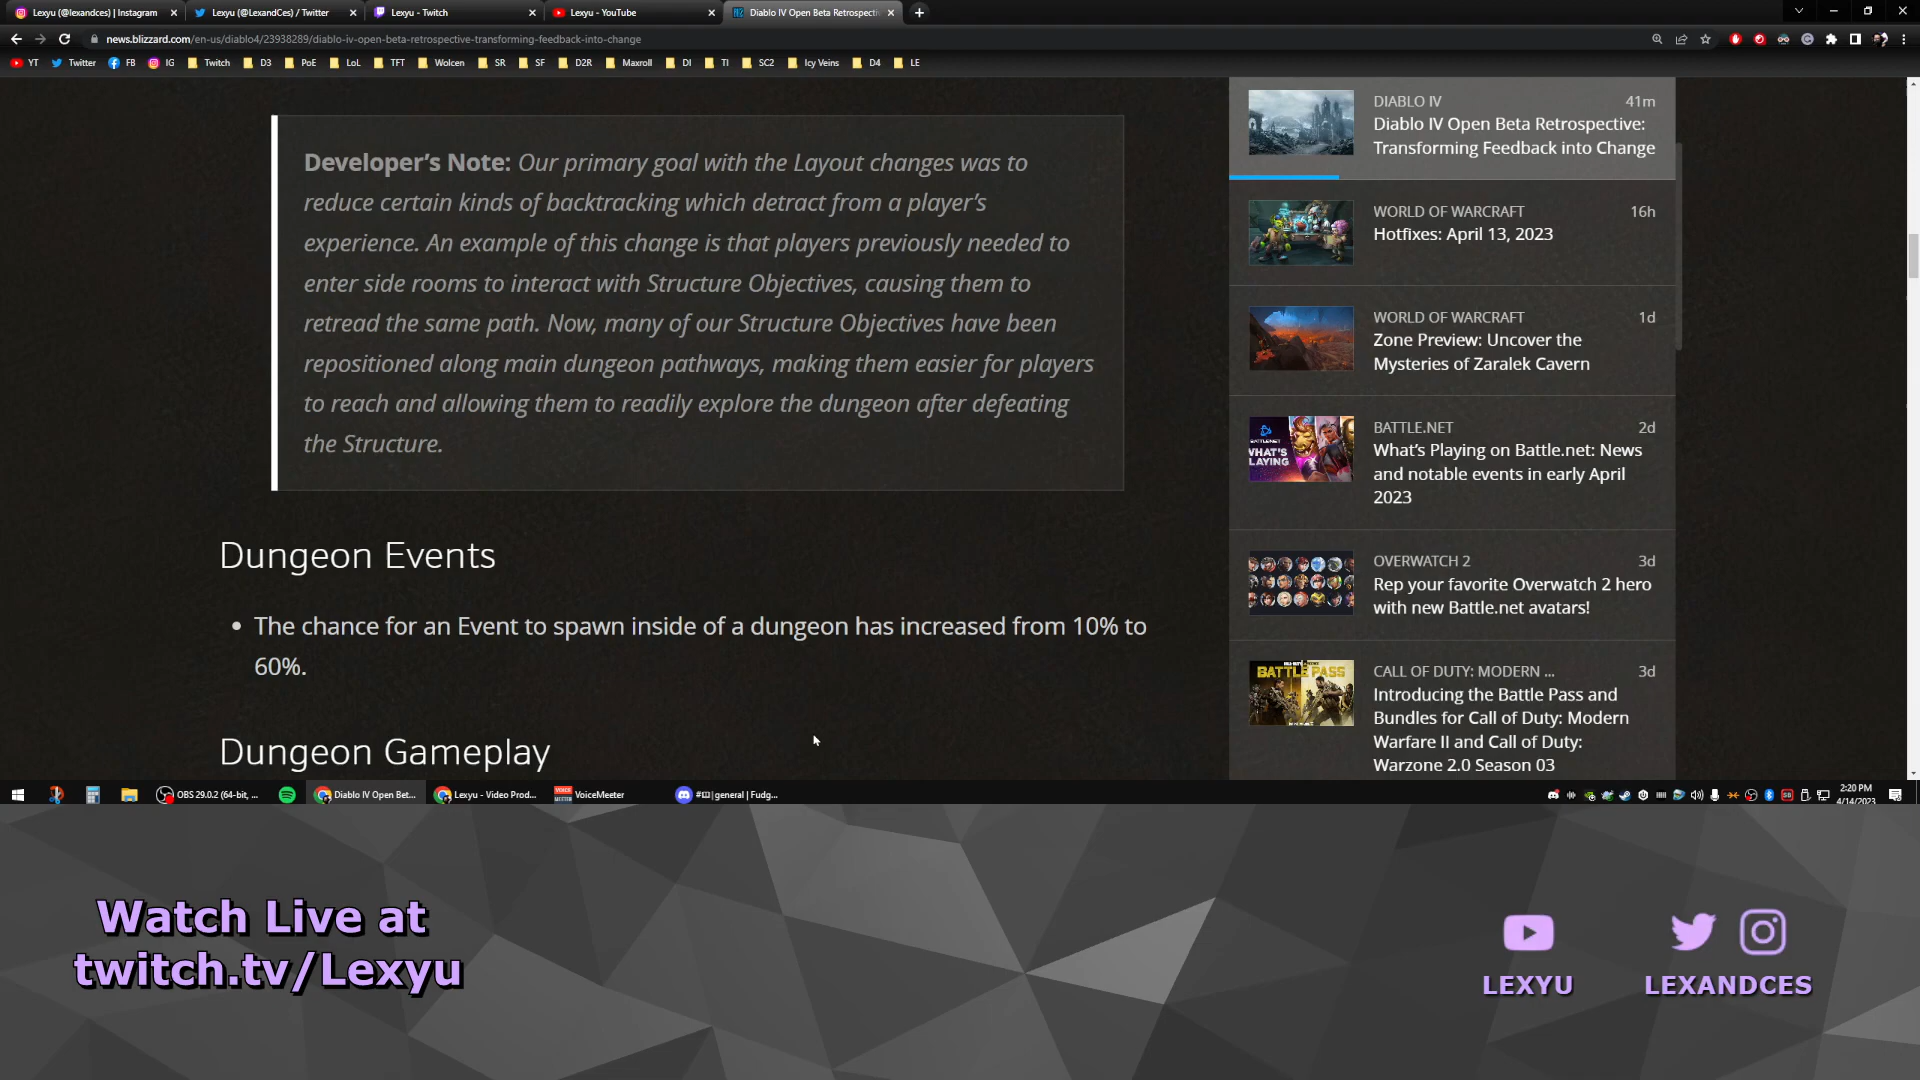 Lexyu (@lexandces) | Instagram
Lexyu (@LexandCes) / Twitter
Lexyu - Twitch
Lexyu - YouTube
Diablo IV Open Beta Retrospectiv
news.blizzard.com/en-us/diablo4/23938289/diablo-iv-open-beta-retrospective-transforming-feedback-into-change
YT Twitter FB IG Twitch D3 PoE LoL TFT Wolcen SR SF D2R Maxroll DI TI SC2 Icy Veins D4 LE
Developer’s Note: Our primary goal with the Layout changes was to
reduce certain kinds of backtracking which detract from a player’s
experience. An example of this change is that players previously needed to
enter side rooms to interact with Structure Objectives, causing them to
retread the same path. Now, many of our Structure Objectives have been
repositioned along main dungeon pathways, making them easier for players
to reach and allowing them to readily explore the dungeon after defeating
the Structure.
Dungeon Events
• The chance for an Event to spawn inside of a dungeon has increased from 10% to
60%.
Dungeon Gameplay
DIABLO IV 41m
Diablo IV Open Beta Retrospective:
Transforming Feedback into Change
WORLD OF WARCRAFT 16h
Hotfixes: April 13, 2023
WORLD OF WARCRAFT 1d
Zone Preview: Uncover the
Mysteries of Zaralek Cavern
BATTLE.NET 2d
What’s Playing on Battle.net: News
and notable events in early April
2023
BATTLE.NET
WHAT'S
PLAYING
OVERWATCH 2 3d
Rep your favorite Overwatch 2 hero
with new Battle.net avatars!
CALL OF DUTY: MODERN ... 3d
Introducing the Battle Pass and
Bundles for Call of Duty: Modern
Warfare II and Call of Duty:
Warzone 2.0 Season 03
BATTLE PASS
OBS 29.0.2 (64-bit, ...
Diablo IV Open Bet...
Lexyu - Video Prod...
VoiceMeeter
general | Fudg...
2:20 PM
4/14/2023
Watch Live at
twitch.tv/Lexyu
LEXYU
LEXANDCES